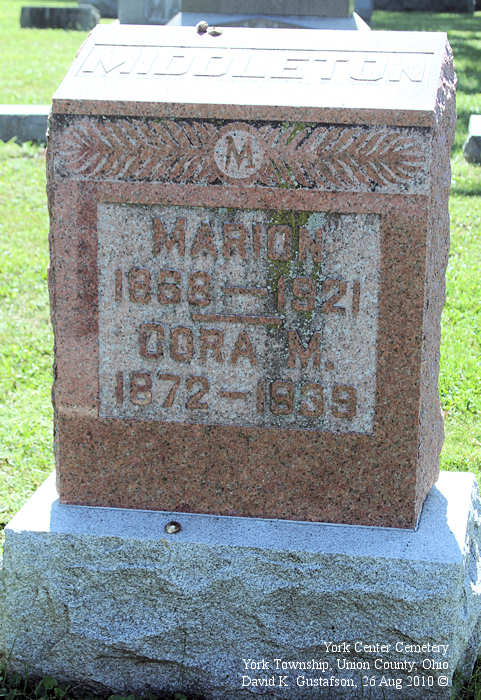 MIDDLETON
M
MARION
1868 — 1921
CORA M.
1872 — 1939
York Center Cemetery
York Township, Union County, Ohio
David K. Gustafson, 26 Aug 2010 ©